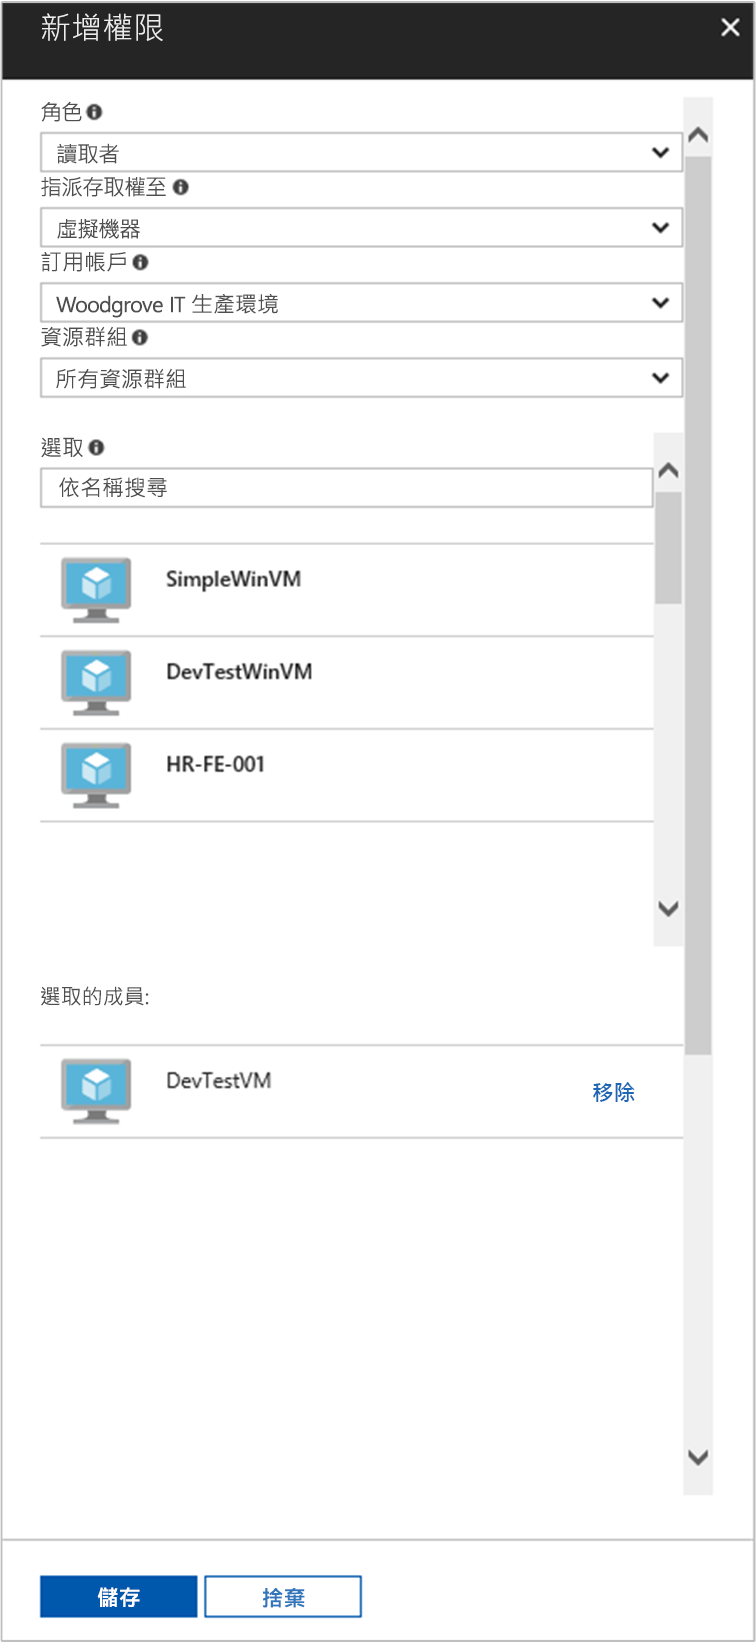 新增權限
角色
讀取者
指派存取權至
虛擬機器
訂用帳戶
Woodgrove IT 生產環境
資源群組
所有資源群組
選取
依名稱搜尋
SimpleWinVM
DevTestWinVM
HR-FE-001
選取的成員:
DevTestVM
移除
儲存
捨棄